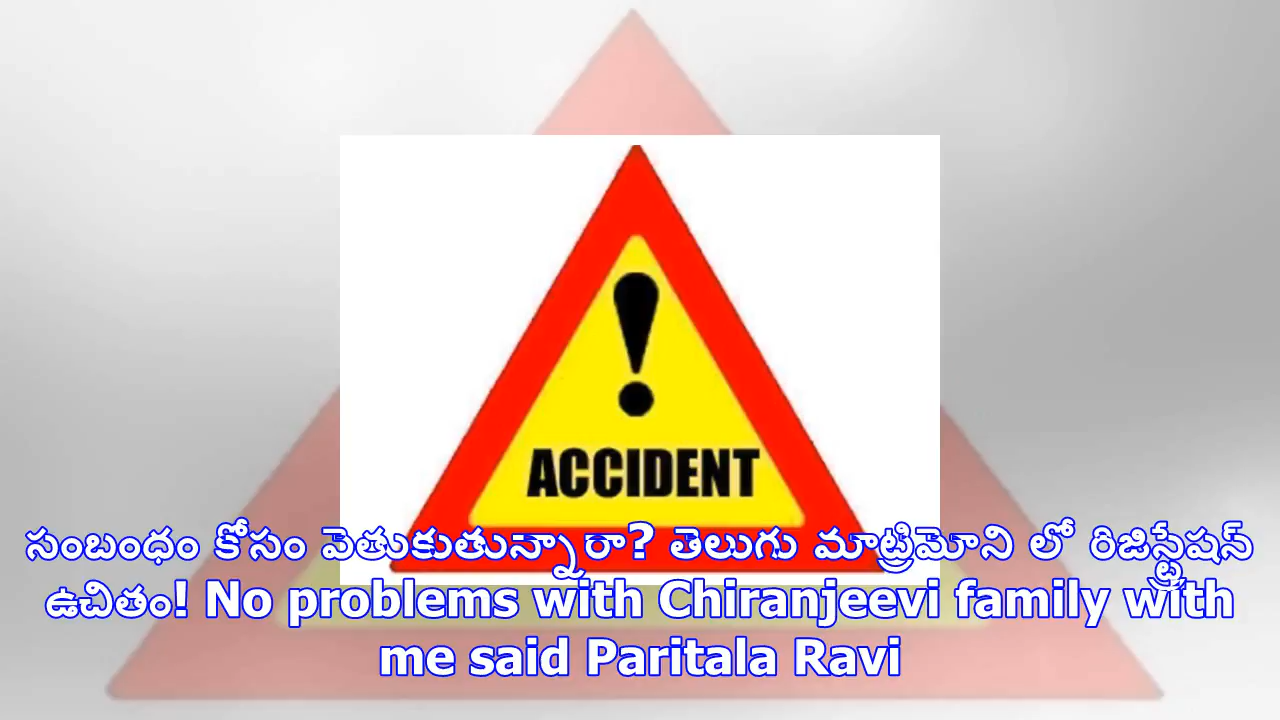 ACCIDENT
సంబంధం కోసం వెతుకుతున్నారా? తెలుగు మాట్రిమోని లో రిజిస్ట్రేషన్
ఉచితం! No problems with Chiranjeevi family with
me said Paritala Ravi